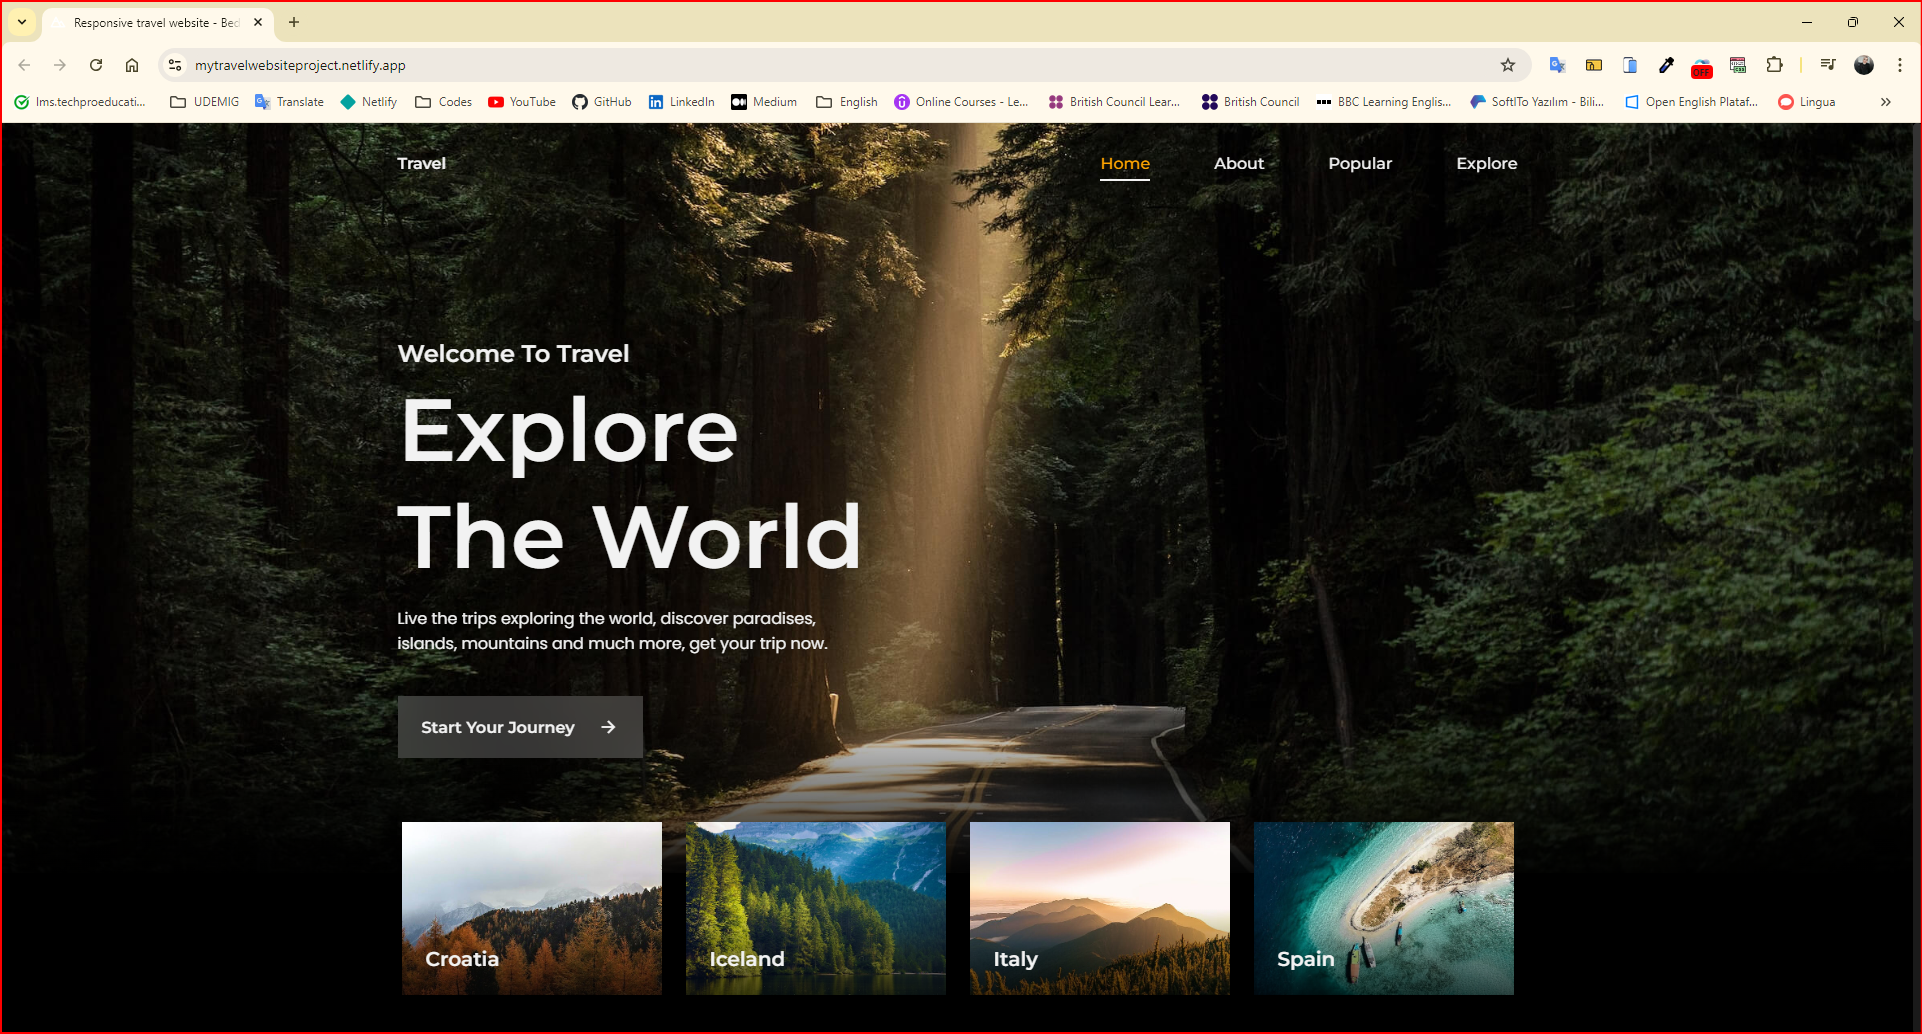 Responsive travel website - Bec
mytravelwebsiteproject.netlify.app
OFF
lms.techproeducati...
UDEMIG
Translate
Netlify
Codes
YouTube
GitHub
LinkedIn
Medium
English
Online Courses - Le...
British Council Lear...
British Council
BBC Learning Englis...
SoftITo Yazılım - Bili...
Open English Plataf...
Lingua
Travel
Home
About
Popular
Explore
Welcome To Travel
Explore
The World
Live the trips exploring the world, discover paradises,
islands, mountains and much more, get your trip now.
Start Your Journey
Croatia
Iceland
Italy
Spain